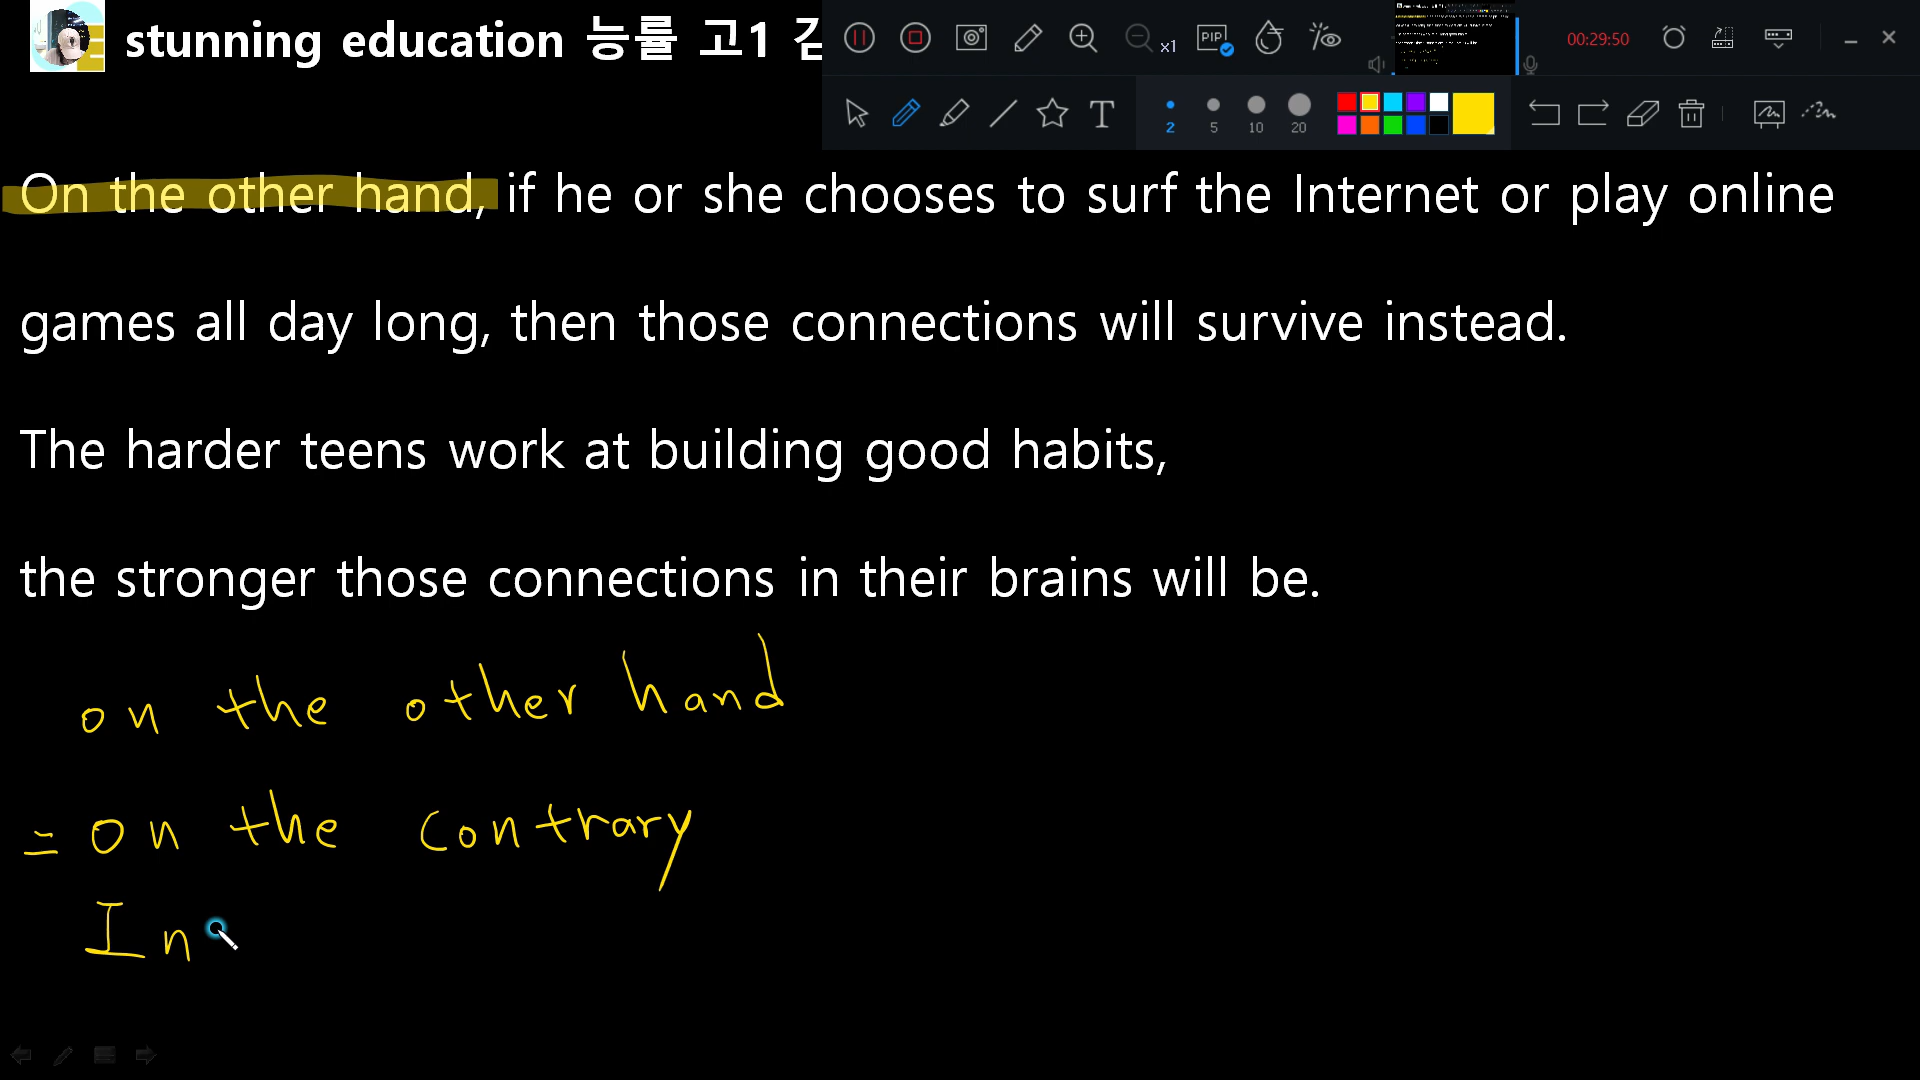 stunning education 능률 고1 김
x1
PIP
00:29:50
T
2 5 10 20
On the other hand, if he or she chooses to surf the Internet or play online
games all day long, then those connections will survive instead.
The harder teens work at building good habits,
the stronger those connections in their brains will be.
on the other hand
= on the contrary
In